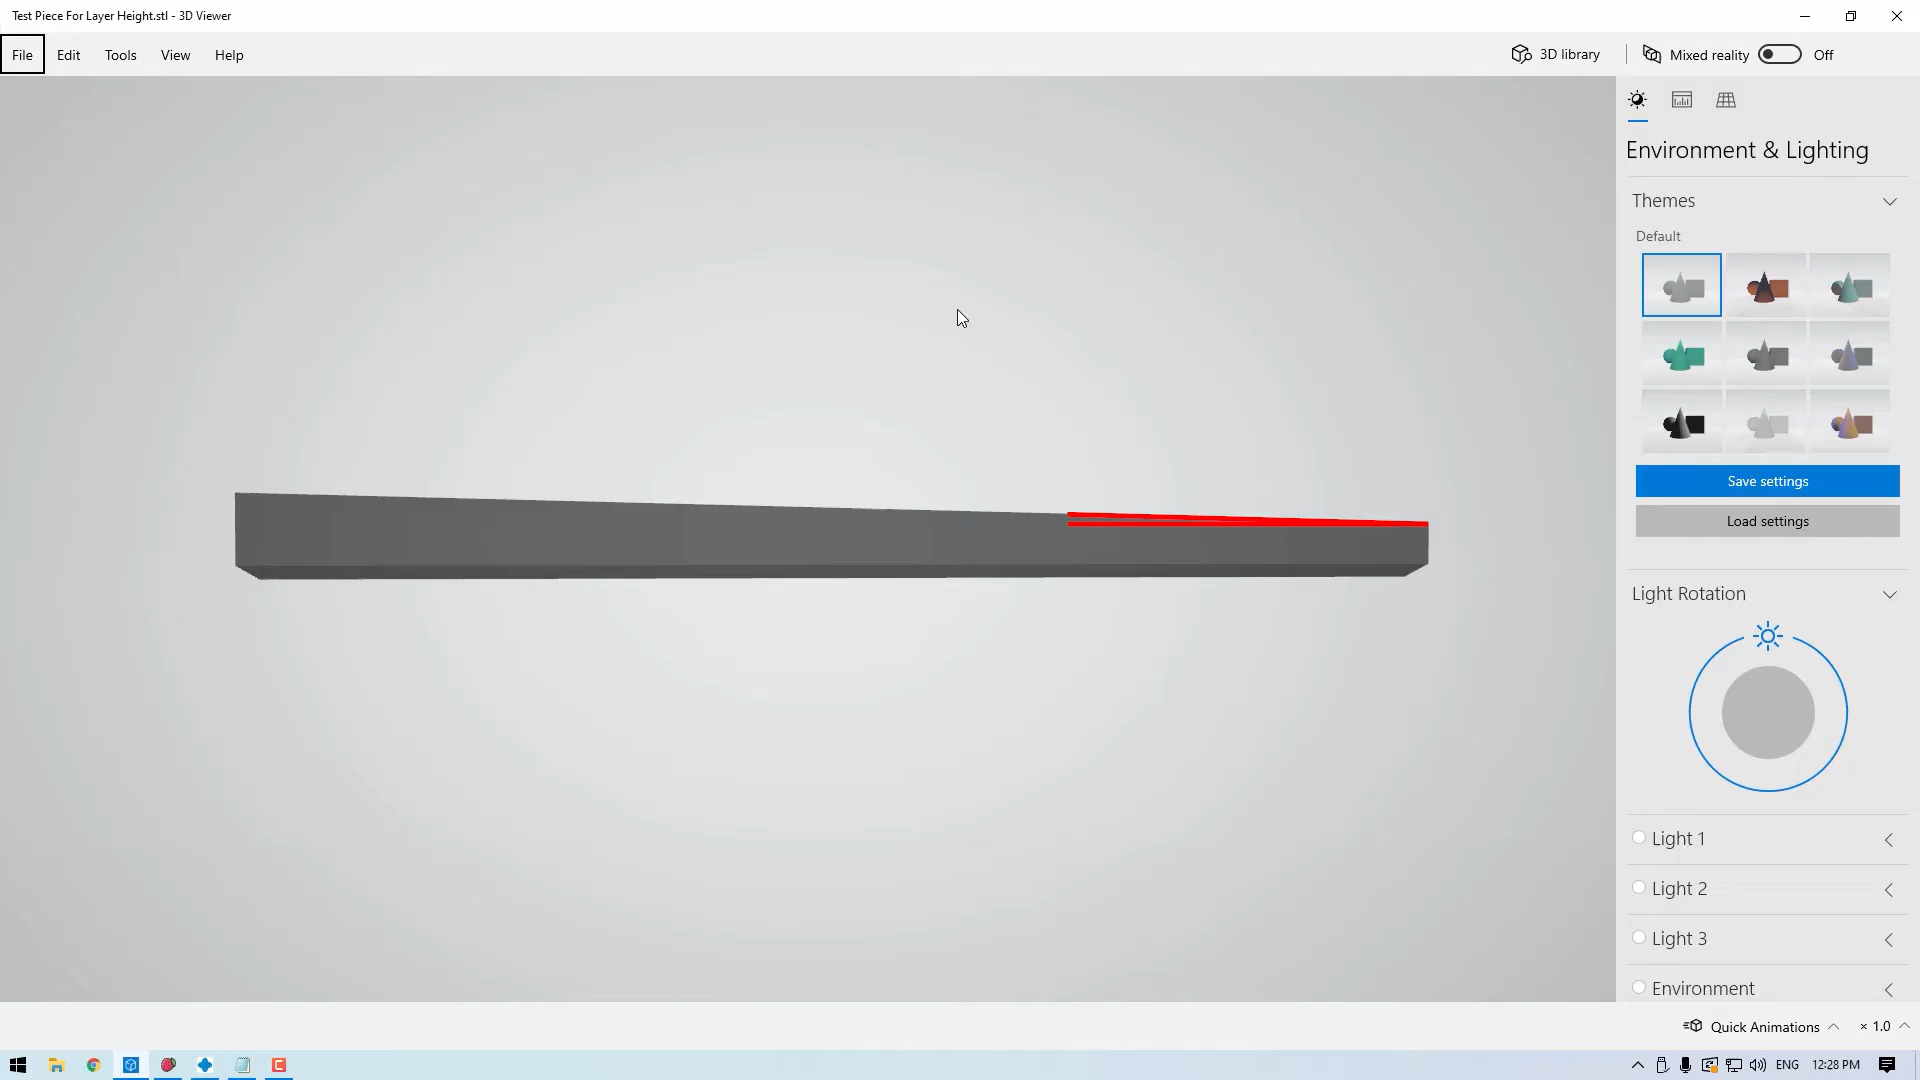 Test Piece For Layer Height.stl - 3D Viewer
File Edit Tools View Help
3D library
Mixed reality Off
Environment & Lighting
Themes
Default
Save settings
Load settings
Light Rotation
Light 1
Light 2
Light 3
Environment
Quick Animations × 1.0
ENG 12:28 PM